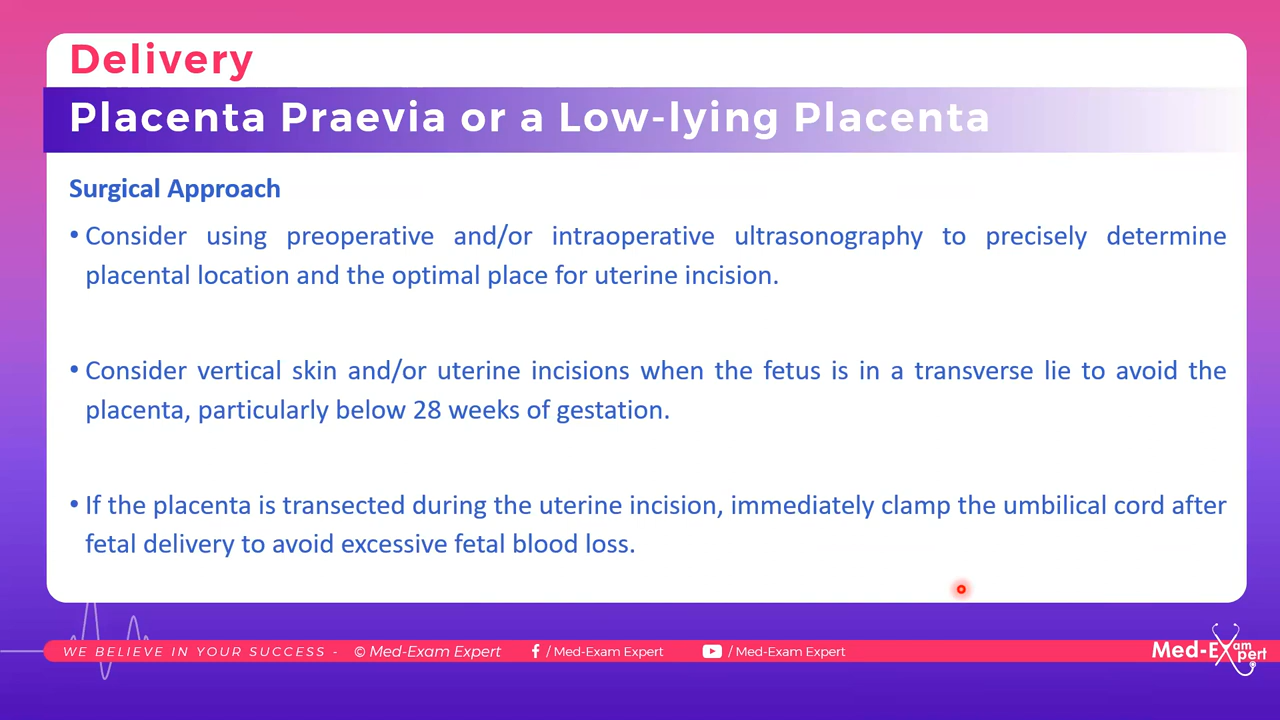 Delivery
Placenta Praevia or a Low-lying Placenta
Surgical Approach
• Consider using preoperative and/or intraoperative ultrasonography to precisely determine
placental location and the optimal place for uterine incision.
• Consider vertical skin and/or uterine incisions when the fetus is in a transverse lie to avoid the
placenta, particularly below 28 weeks of gestation.
• If the placenta is transected during the uterine incision, immediately clamp the umbilical cord after
fetal delivery to avoid excessive fetal blood loss.
WE BELIEVE IN YOUR SUCCESS - © Med-Exam Expert / Med-Exam Expert / Med-Exam Expert
Med-Exam Expert